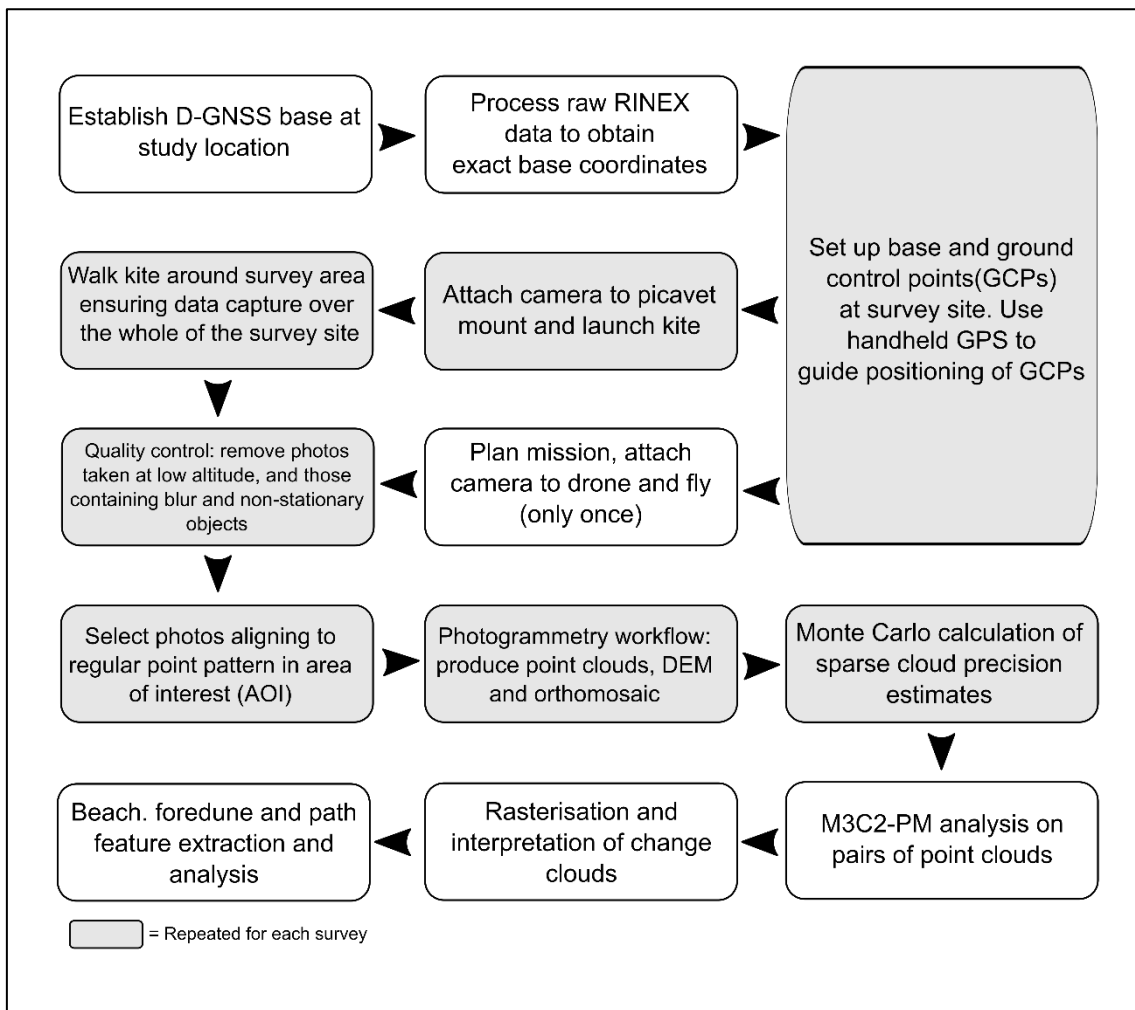 Establish D-GNSS base at
study location
Process raw RINEX
data to obtain
exact base coordinates
Set up base and ground
control points(GCPs)
at survey site. Use
handheld GPS to
guide positioning of GCPs
Attach camera to picavet
mount and launch kite
Walk kite around survey area
ensuring data capture over
the whole of the survey site
Plan mission, attach
camera to drone and fly
(only once)
Quality control: remove photos
taken at low altitude, and those
containing blur and non-stationary
objects
Select photos aligning to
regular point pattern in area
of interest (AOI)
Photogrammetry workflow:
produce point clouds, DEM
and orthomosaic
Monte Carlo calculation of
sparse cloud precision
estimates
M3C2-PM analysis on
pairs of point clouds
Rasterisation and
interpretation of change
clouds
Beach. foredune and path
feature extraction and
analysis
= Repeated for each survey